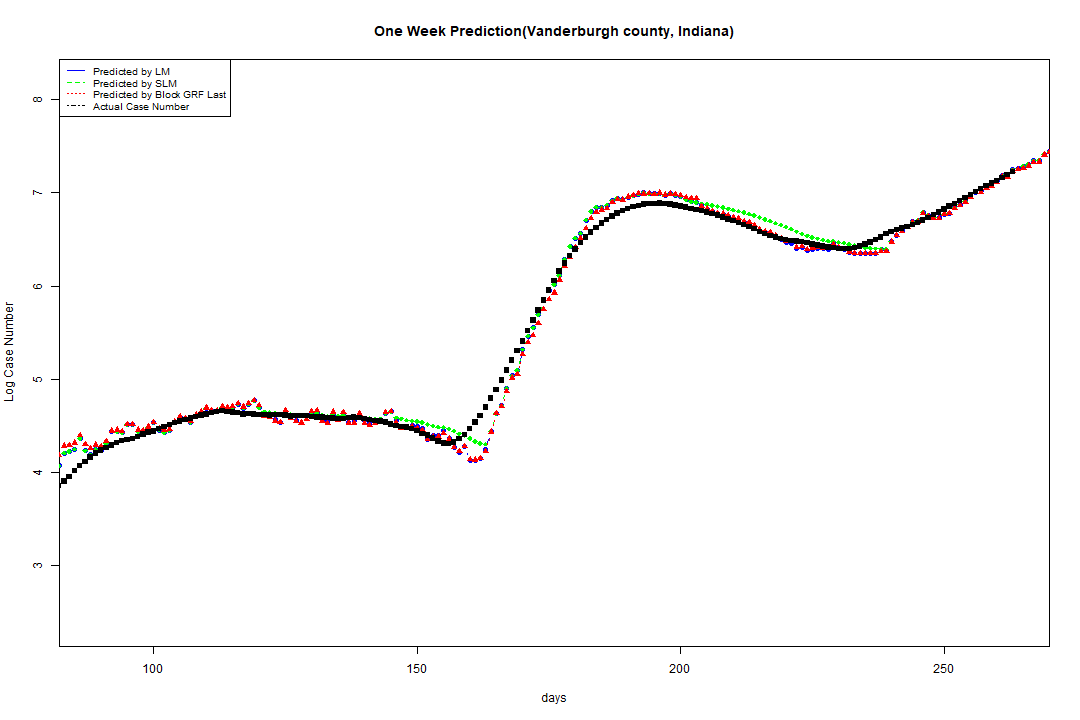 One Week Prediction(Vanderburgh county, Indiana)
Predicted by LM
Predicted by SLM
Predicted by Block GRF Last
Actual Case Number
8
7
6
5
4
3
Log Case Number
100 150 200 250
days